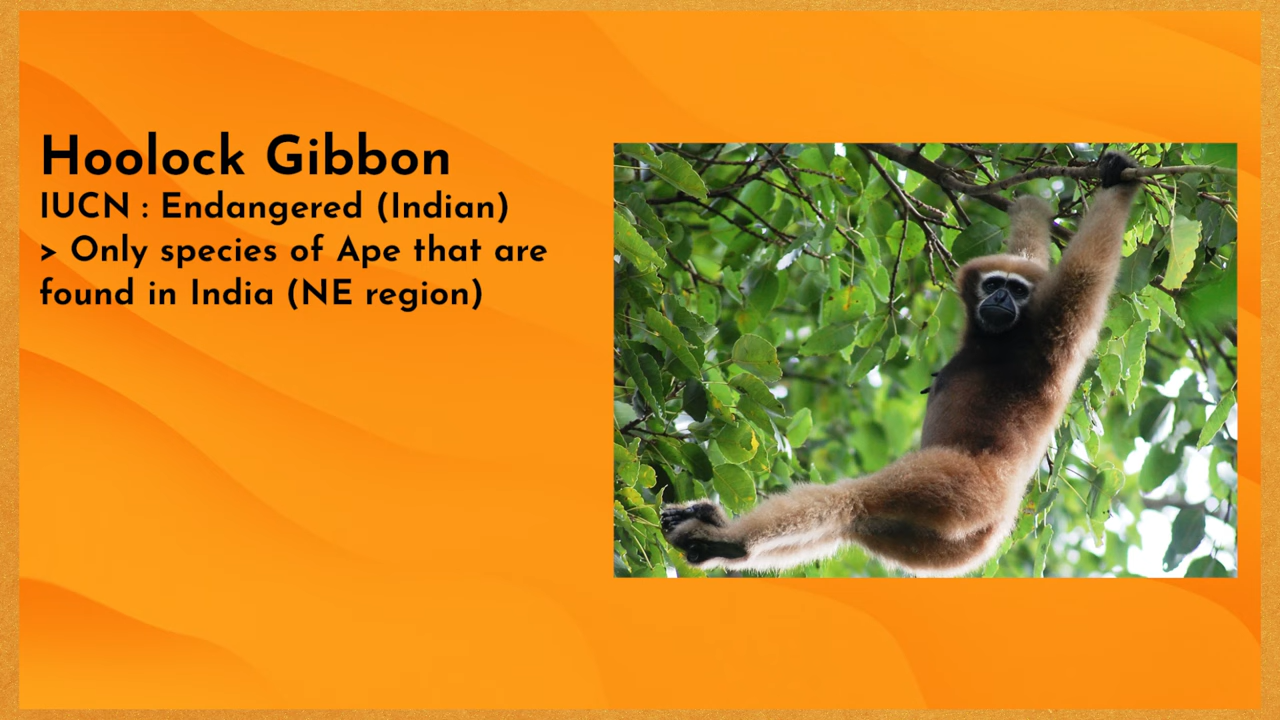 Hoolock Gibbon
IUCN : Endangered (Indian)
> Only species of Ape that are
found in India (NE region)